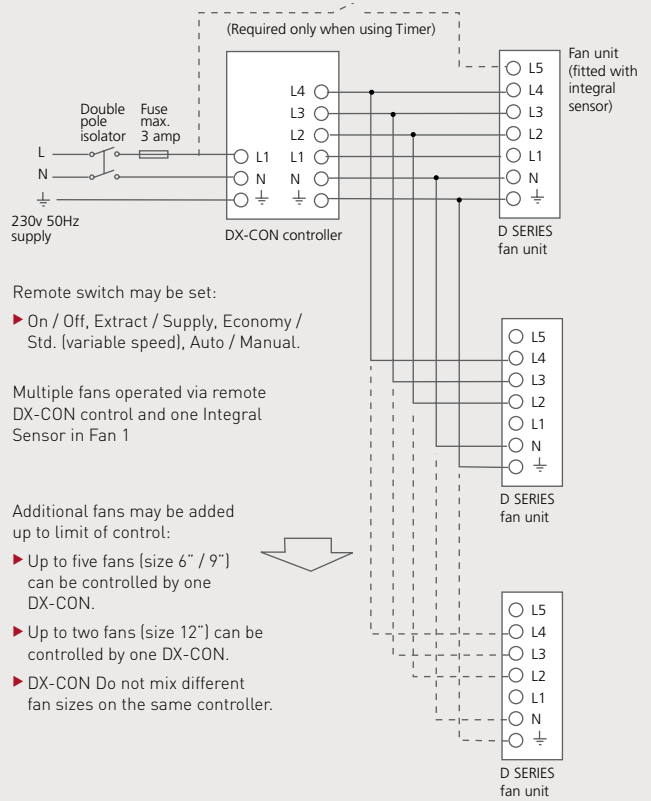 (Required only when using Timer)
Fan unit
(fitted with
integral
sensor)
L5
L4
L3
L2
L1
N
D SERIES
fan unit
Double
pole
isolator
Fuse
max.
3 amp
L
N
230v 50Hz
supply
L4
L3
L2
L1 L1
N N
DX-CON controller
Remote switch may be set:
On / Off, Extract / Supply, Economy /
Std. (variable speed), Auto / Manual.
Multiple fans operated via remote
DX-CON control and one Integral
Sensor in Fan 1
L5
L4
L3
L2
L1
N
D SERIES
fan unit
Additional fans may be added
up to limit of control:
Up to five fans (size 6" / 9")
can be controlled by one
DX-CON.
Up to two fans (size 12") can be
controlled by one DX-CON.
DX-CON Do not mix different
fan sizes on the same controller.
L5
L4
L3
L2
L1
N
D SERIES
fan unit